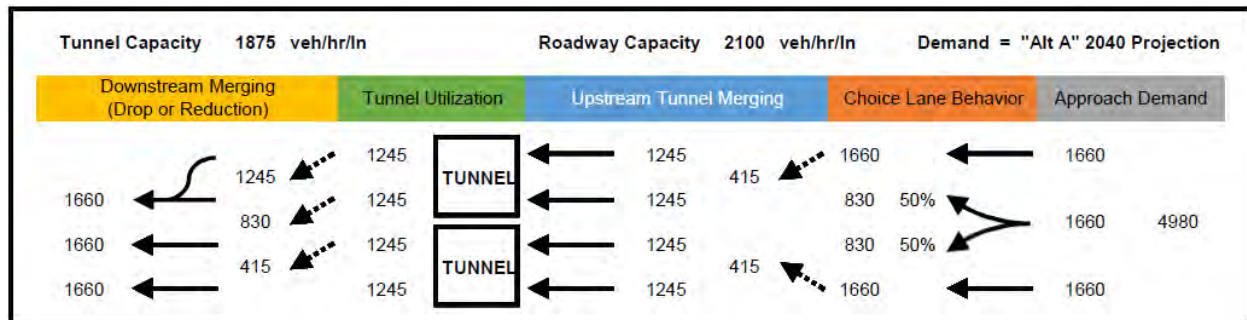 Tunnel Capacity 1875 veh/hr/ln Roadway Capacity 2100 veh/hr/ln Demand = "Alt A" 2040 Projection
Downstream Merging
(Drop or Reduction) Tunnel Utilization Upstream Tunnel Merging Choice Lane Behavior Approach Demand
1245 1245 1660 1660
1245 TUNNEL 415
1660 1245 1245 830 50%
830 1660 4980
1660 1245 1245 830 50%
415 TUNNEL 415
1660 1245 1245 1660 1660